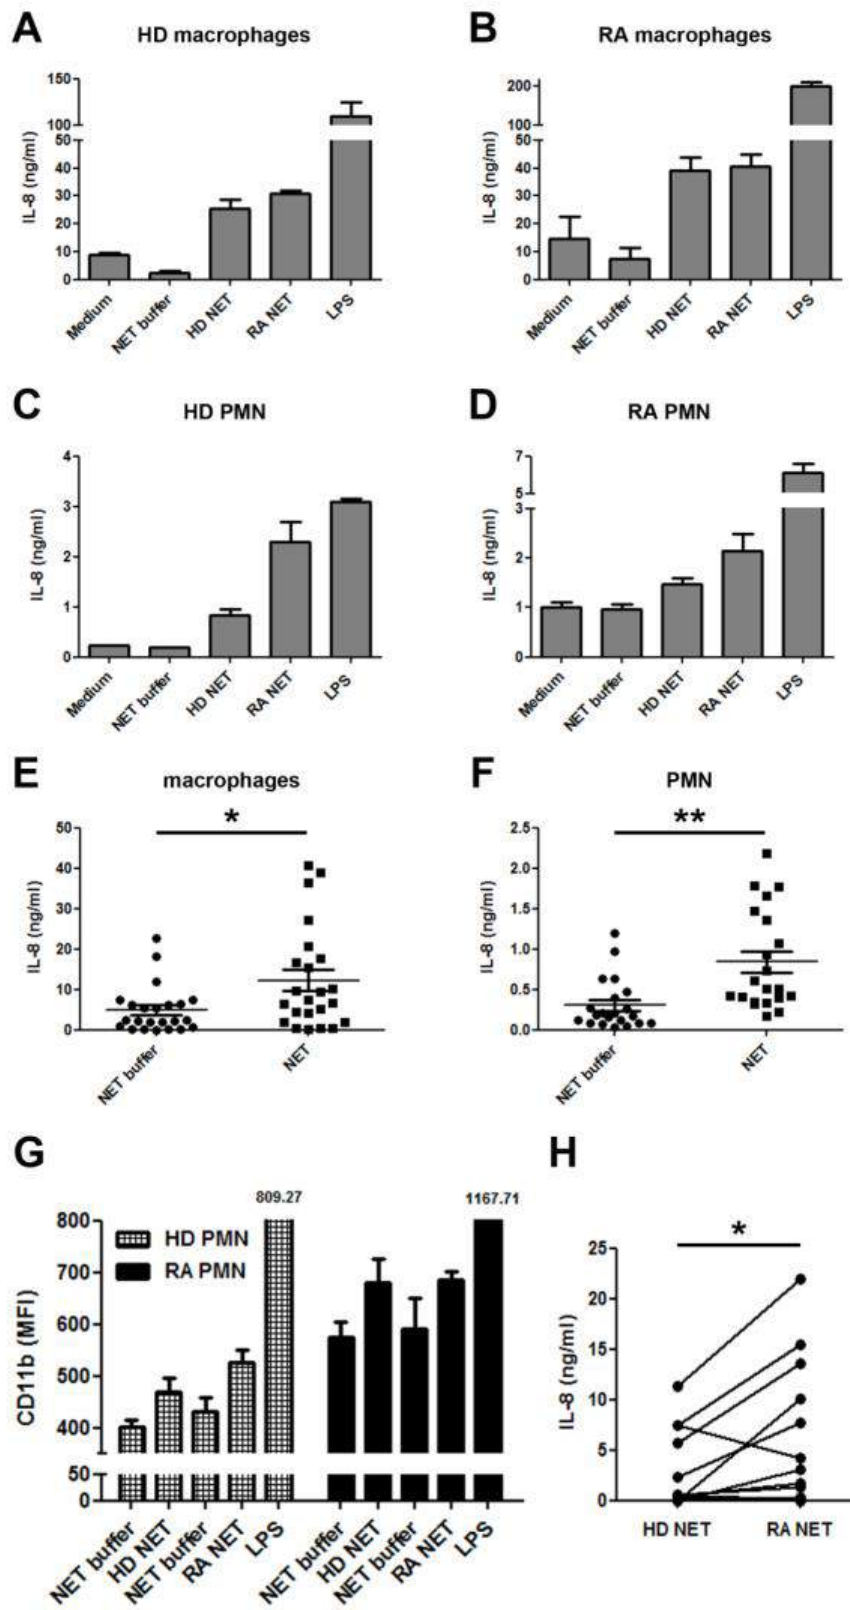 A
HD macrophages
IL-8 (ng/ml)
150
100
50
40
30
20
10
0
Medium
NET buffer
HD NET
RA NET
LPS
B
RA macrophages
IL-8 (ng/ml)
200
100
50
40
30
20
10
0
Medium
NET buffer
HD NET
RA NET
LPS
C
HD PMN
IL-8 (ng/ml)
4
3
2
1
0
Medium
NET buffer
HD NET
RA NET
LPS
D
RA PMN
IL-8 (ng/ml)
7
5
3
2
1
0
Medium
NET buffer
HD NET
RA NET
LPS
E
macrophages
*
IL-8 (ng/ml)
50
40
30
20
10
0
NET buffer
NET
F
PMN
**
IL-8 (ng/ml)
2.5
2.0
1.5
1.0
0.5
0.0
NET buffer
NET
G
809.27
1167.71
HD PMN
RA PMN
CD11b (MFI)
800
700
600
500
400
50
0
NET buffer
HD NET
NET buffer
RA NET
LPS
NET buffer
HD NET
NET buffer
RA NET
LPS
H
*
IL-8 (ng/ml)
25
20
15
10
5
0
HD NET
RA NET